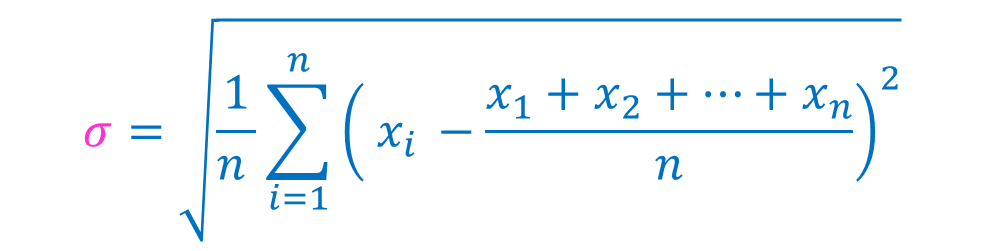 σ = √(1/n ∑_{i=1}^{n} (x_i − (x_1 + x_2 + ⋯ + x_n)/n)^2)